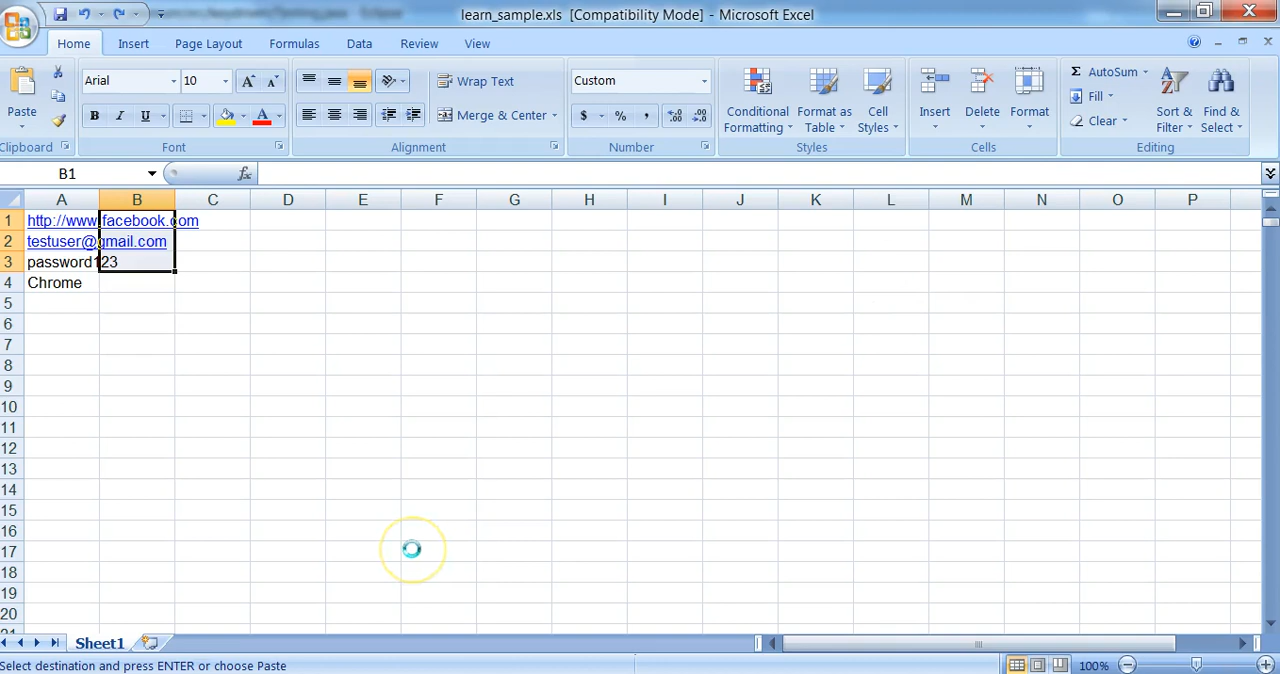 learn_sample.xls [Compatibility Mode] - Microsoft Excel
Home Insert Page Layout Formulas Data Review View
Paste
Clipboard
Arial 10
B I U A
Font
Wrap Text
Merge & Center
Alignment
Custom
$ % , .00
Number
Conditional Formatting
Format as Table
Cell Styles
Styles
Insert Delete Format
Cells
Σ AutoSum
Fill
Clear
Sort & Filter
Find & Select
Editing
B1 fx
A B C D E F G H I J K L M N O P
1 http://www.facebook.com
2 testuser@gmail.com
3 password123
4 Chrome
5
6
7
8
9
10
11
12
13
14
15
16
17
18
19
20
Sheet1
Select destination and press ENTER or choose Paste 100%